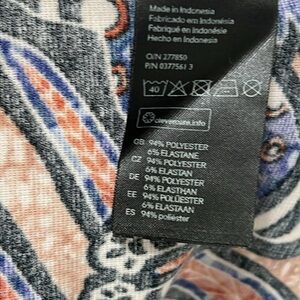 Made in Indonesia
Fabricado em Indonésia
Fabriqué en Indonésie
Hecho en Indonesia
O/N 277850
P/N 0377561 3
40
clevercare.info
GB 94% POLYESTER
6% ELASTANE
CZ 94% POLYESTER
6% ELASTAN
DE 94% POLYESTER
6% ELASTHAN
EE 94% POLÜESTER
6% ELASTAAN
ES 94% poliéster